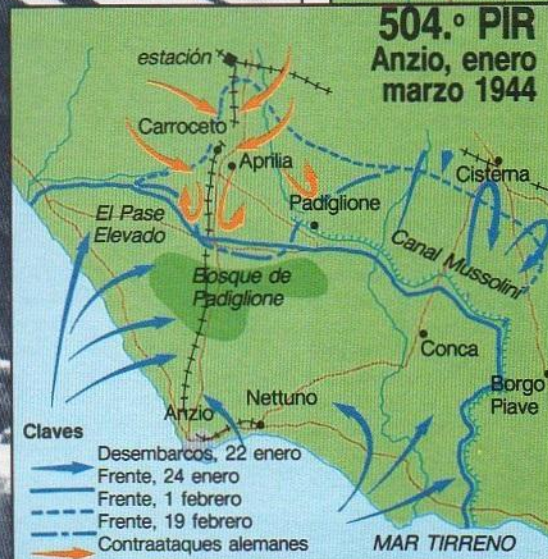 504.º PIR
Anzio, enero
marzo 1944
estación
Carroceto
Aprilia
Cisterna
El Pase
Elevado
Padiglione
Canal Mussolini
Bosque de
Padiglione
Conca
Borgo
Piave
Anzio
Nettuno
Claves
Desembarcos, 22 enero
Frente, 24 enero
Frente, 1 febrero
Frente, 19 febrero
Contraataques alemanes
MAR TIRRENO